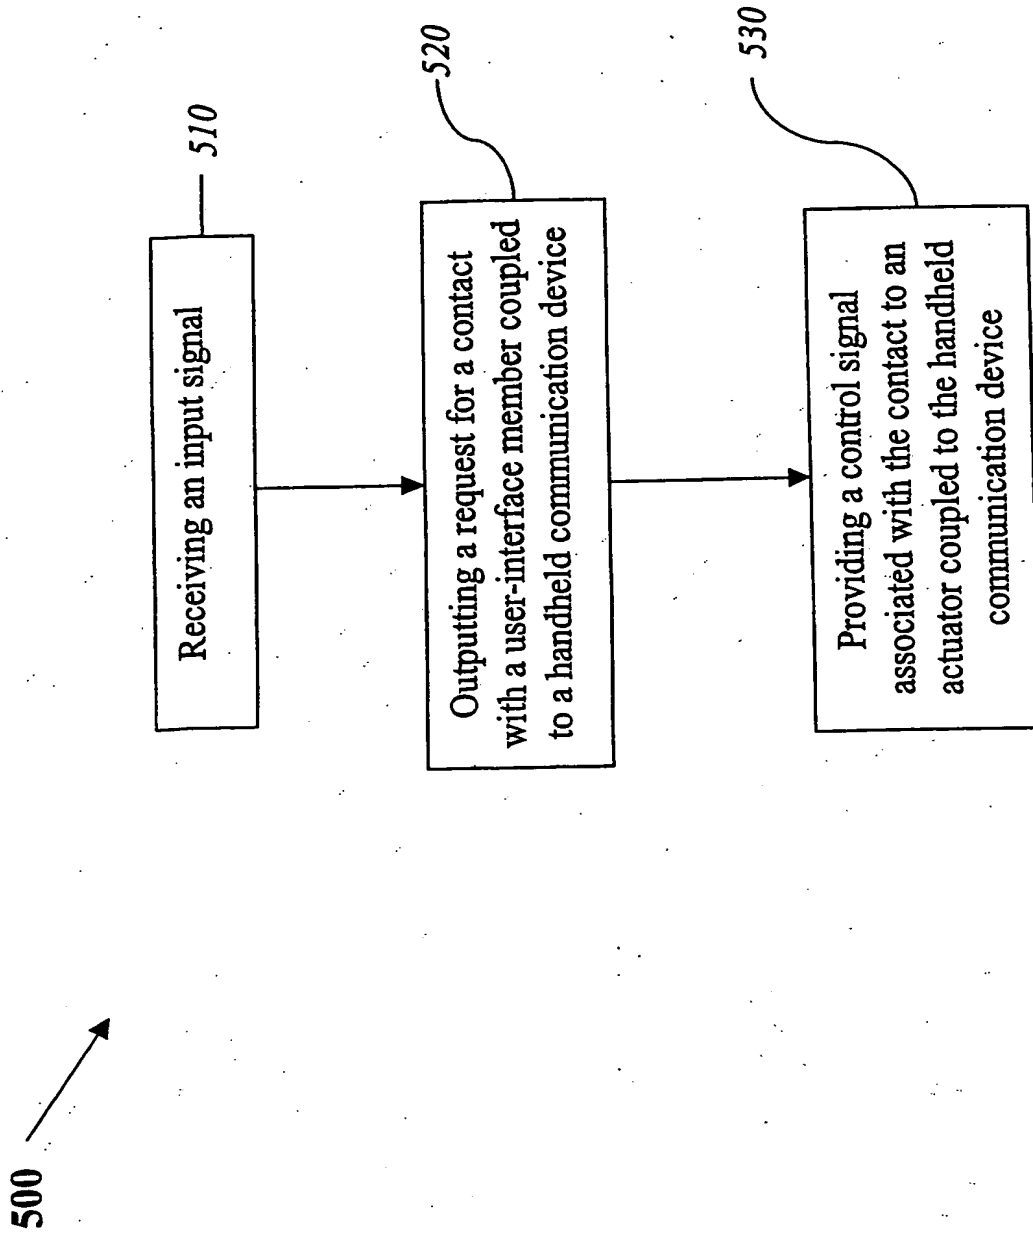 500
Receiving an input signal
510
Outputting a request for a contact
with a user-interface member coupled
to a handheld communication device
520
Providing a control signal
associated with the contact to an
actuator coupled to the handheld
communication device
530